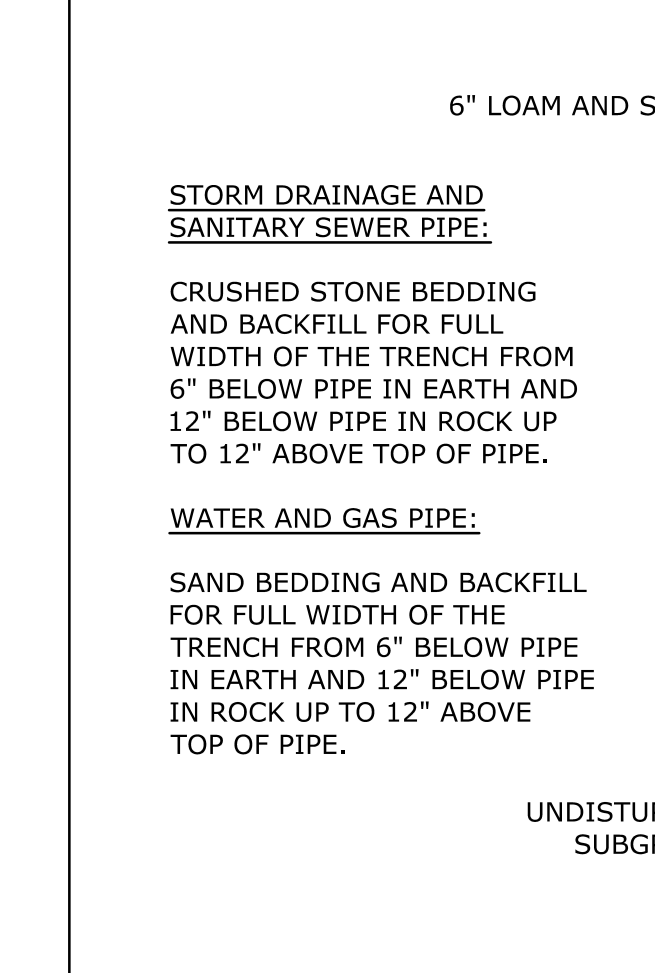 6" LOAM AND
STORM DRAINAGE AND
SANITARY SEWER PIPE:
CRUSHED STONE BEDDING
AND BACKFILL FOR FULL
WIDTH OF THE TRENCH FROM
6" BELOW PIPE IN EARTH AND
12" BELOW PIPE IN ROCK UP
TO 12" ABOVE TOP OF PIPE.
WATER AND GAS PIPE:
SAND BEDDING AND BACKFILL
FOR FULL WIDTH OF THE
TRENCH FROM 6" BELOW PIPE
IN EARTH AND 12" BELOW PIPE
IN ROCK UP TO 12" ABOVE
TOP OF PIPE.